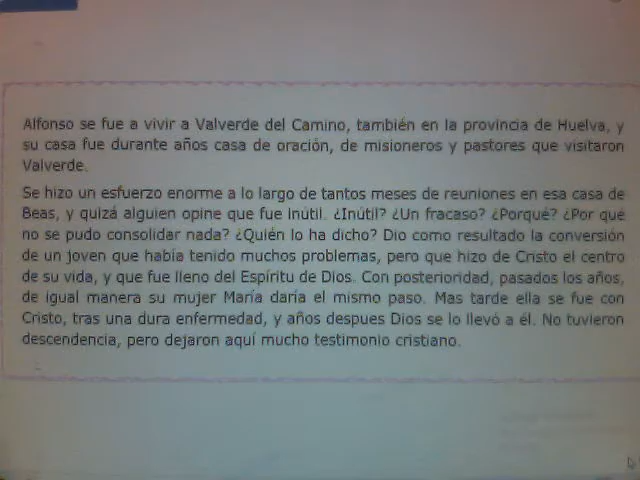 Alfonso se fue a vivir a Valverde del Camino, también en la provincia de Huelva, y
su casa fue durante años casa de oración, de misioneros y pastores que visitaron
Valverde.
Se hizo un esfuerzo enorme a lo largo de tantos meses de reuniones en esa casa de
Beas, y quizá alguien opine que fue inútil. ¿Inútil? ¿Un fracaso? ¿Porqué? ¿Por qué
no se pudo consolidar nada? ¿Quién lo ha dicho? Dio como resultado la conversión
de un joven que había tenido muchos problemas, pero que hizo de Cristo el centro
de su vida, y que fue lleno del Espíritu de Dios. Con posterioridad, pasados los años,
de igual manera su mujer María daría el mismo paso. Mas tarde ella se fue con
Cristo, tras una dura enfermedad, y años despues Dios se lo llevó a él. No tuvieron
descendencia, pero dejaron aquí mucho testimonio cristiano.